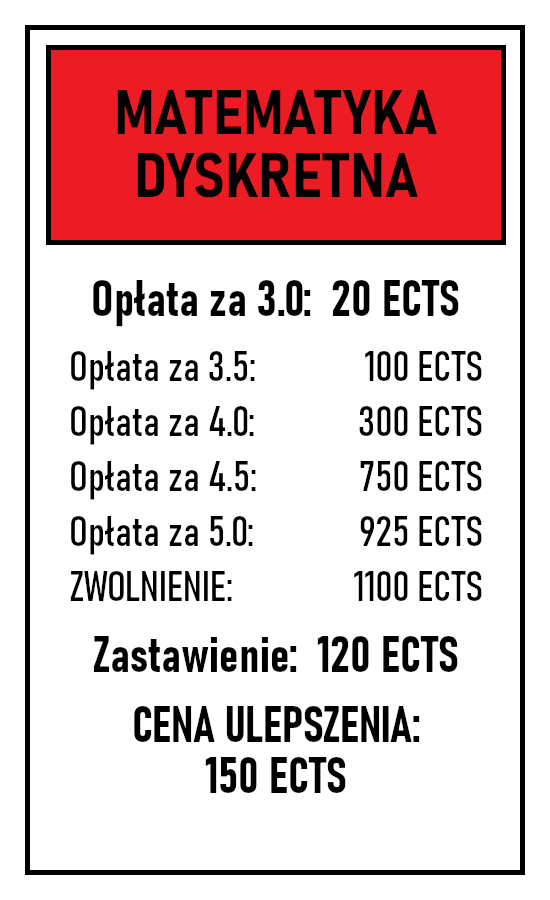 MATEMATYKA
DYSKRETNA
Opłata za 3.0: 20 ECTS
Opłata za 3.5: 100 ECTS
Opłata za 4.0: 300 ECTS
Opłata za 4.5: 750 ECTS
Opłata za 5.0: 925 ECTS
ZWOLNIENIE: 1100 ECTS
Zastawienie: 120 ECTS
CENA ULEPSZENIA:
150 ECTS